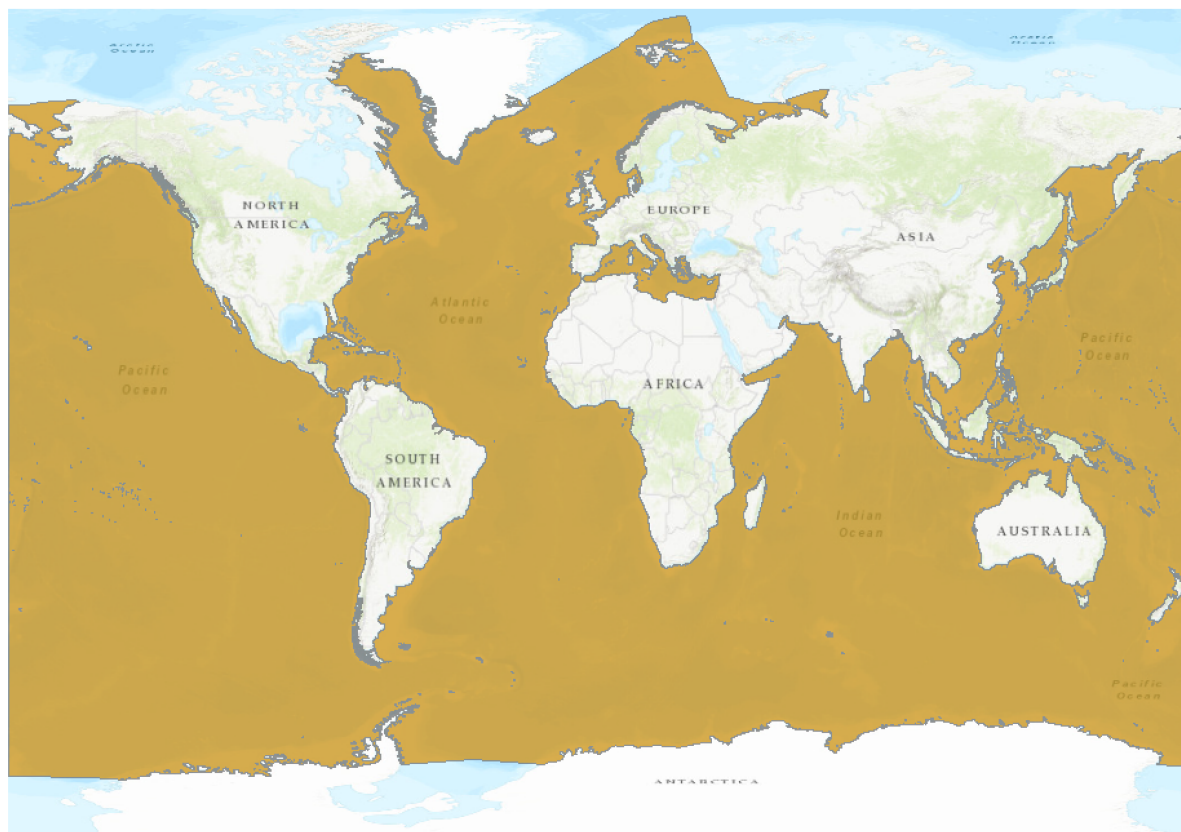 Arctic
Ocean
Arctic
Ocean
NORTH
AMERICA
EUROPE
ASIA
Atlantic
Ocean
Pacific
Ocean
Pacific
Ocean
AFRICA
SOUTH
AMERICA
Indian
Ocean
AUSTRALIA
Pacific
Ocean
ANTARCTICA